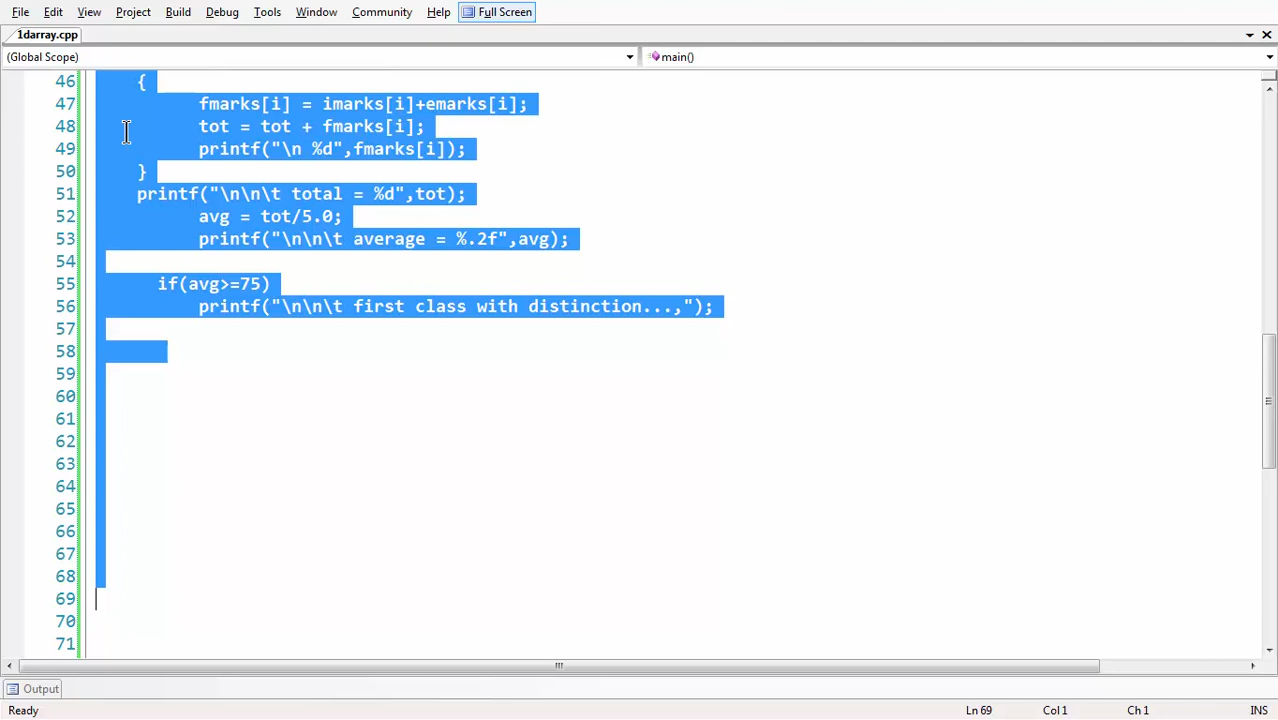 File Edit View Project Build Debug Tools Window Community Help Full Screen
1darray.cpp
(Global Scope) main()
46 {
47 fmarks[i] = imarks[i]+emarks[i];
48 tot = tot + fmarks[i];
49 printf("\n %d",fmarks[i]);
50 }
51 printf("\n\n\t total = %d",tot);
52 avg = tot/5.0;
53 printf("\n\n\t average = %.2f",avg);
54
55 if(avg>=75)
56 printf("\n\n\t first class with distinction...,");
57
58
59
60
61
62
63
64
65
66
67
68
69
70
71
Output
Ready Ln 69 Col 1 Ch 1 INS